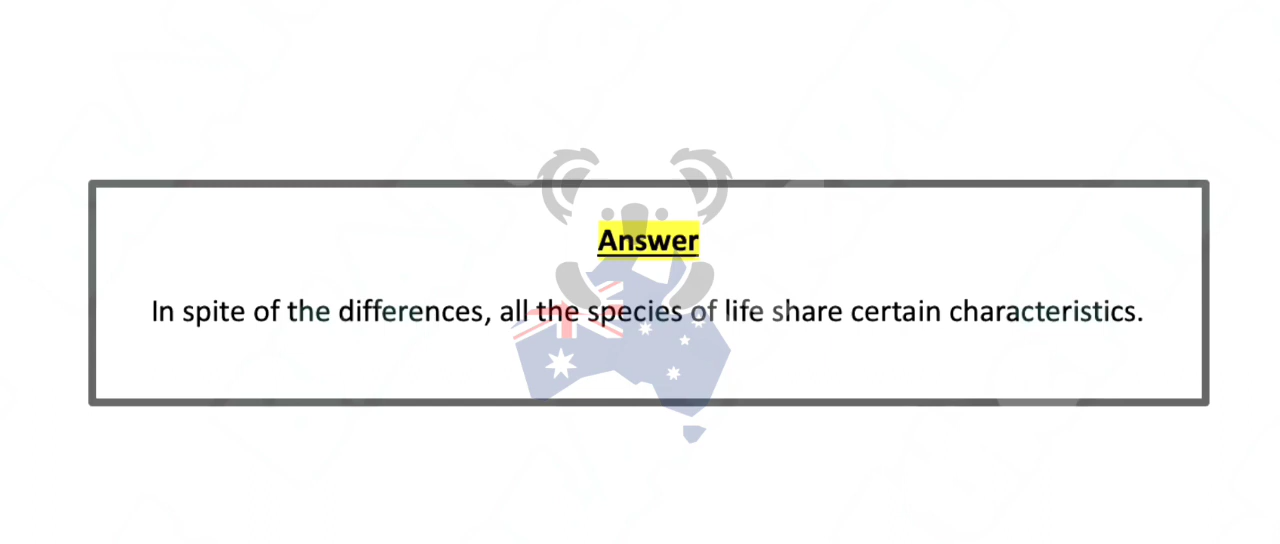 Answer
In spite of the differences, all the species of life share certain characteristics.